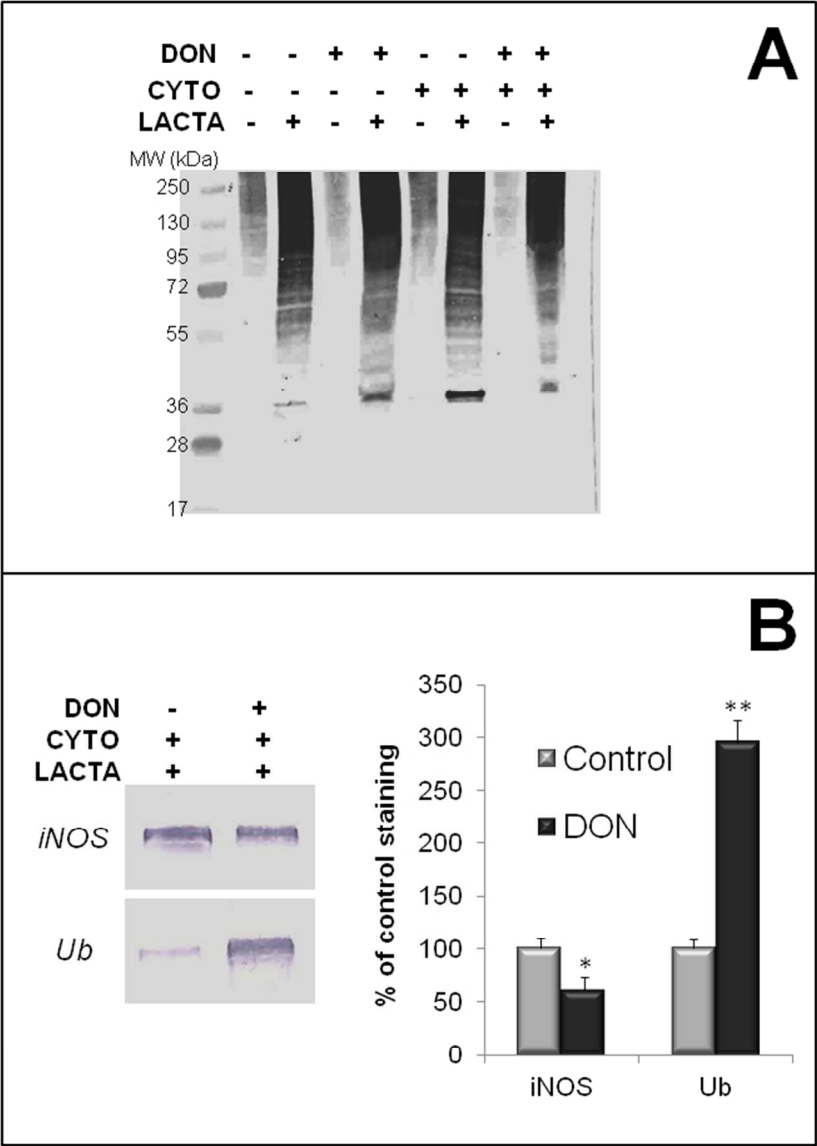 A
DON - - + + - - + +
CYTO - - - - + + + +
LACTA - + - + - + - +
MW (kDa)
250
130
95
72
55
36
28
17
B
DON - +
CYTO + +
LACTA + +
iNOS
Ub
% of control staining
350
300
250
200
150
100
50
0
Control
DON
*
**
iNOS Ub